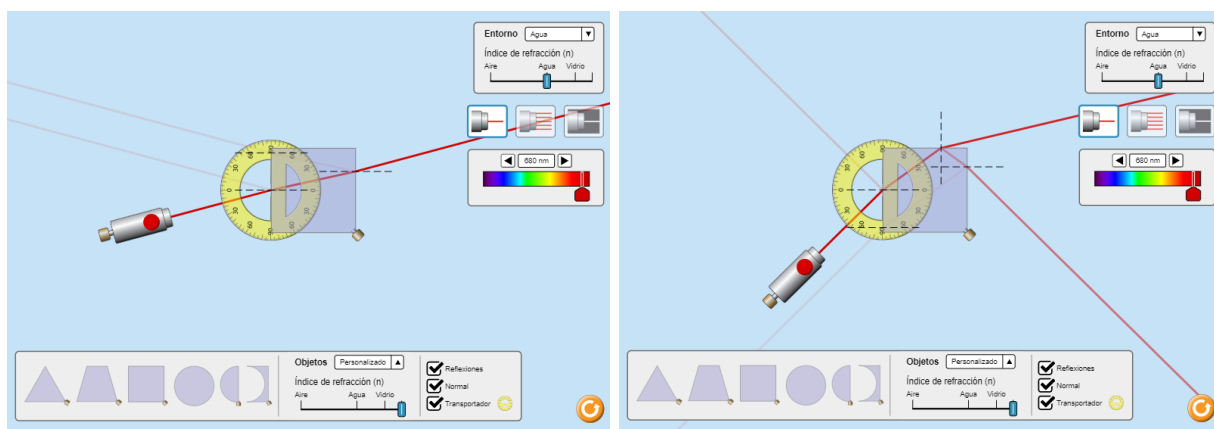 Entorno Agua
Índice de refracción (n)
Aire Agua Vidrio
680 nm
Objetos Personalizado
Índice de refracción (n)
Aire Agua Vidrio
Reflexiones
Normal
Transportador
Entorno Agua
Índice de refracción (n)
Aire Agua Vidrio
680 nm
Objetos Personalizado
Índice de refracción (n)
Aire Agua Vidrio
Reflexiones
Normal
Transportador